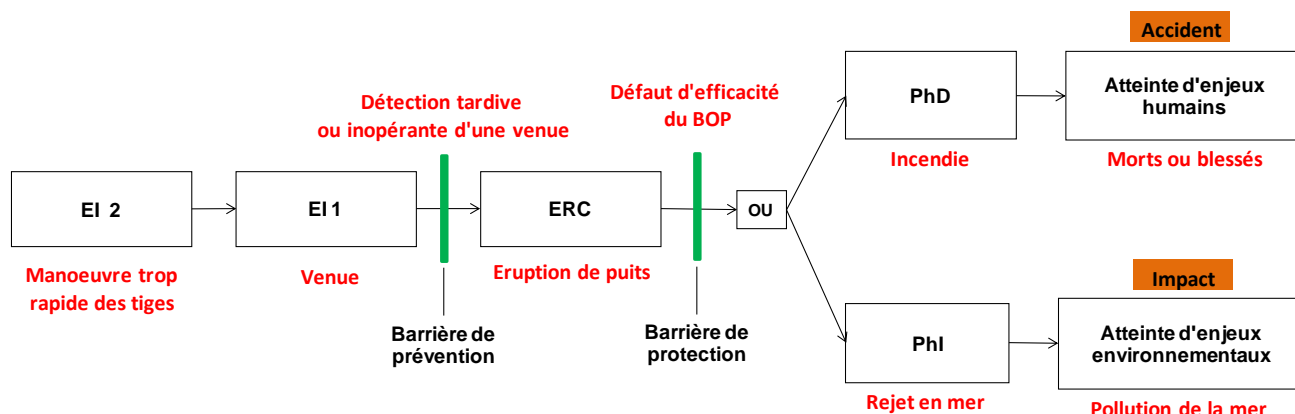 Accident
Détection tardive
ou inopérante d'une venue
Défaut d'efficacité
du BOP
PhD
Atteinte d'enjeux
humains
Incendie
Morts ou blessés
EI 2
EI 1
ERC
OU
Manoeuvre trop
rapide des tiges
Venue
Eruption de puits
Barrière de
prévention
Barrière de
protection
Impact
PhI
Atteinte d'enjeux
environnementaux
Rejet en mer
Pollution de la mer